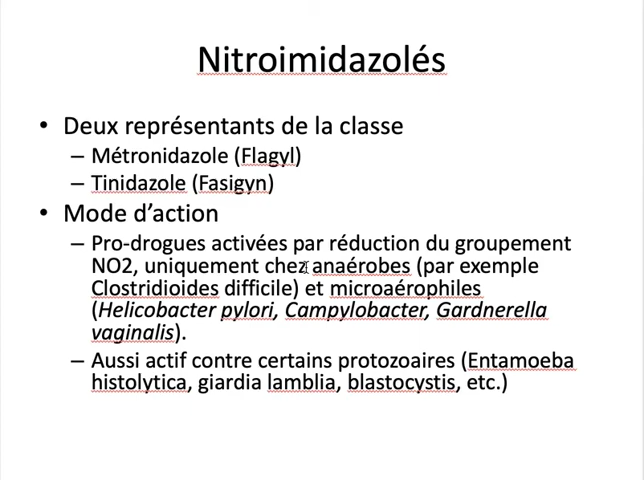 Nitroimidazolés
• Deux représentants de la classe
– Métronidazole (Flagyl)
– Tinidazole (Fasigyn)
• Mode d’action
– Pro-drogues activées par réduction du groupement
NO2, uniquement chez anaérobes (par exemple
Clostridioides difficile) et microaérophiles
(Helicobacter pylori, Campylobacter, Gardnerella
vaginalis).
– Aussi actif contre certains protozoaires (Entamoeba
histolytica, giardia lamblia, blastocystis, etc.)